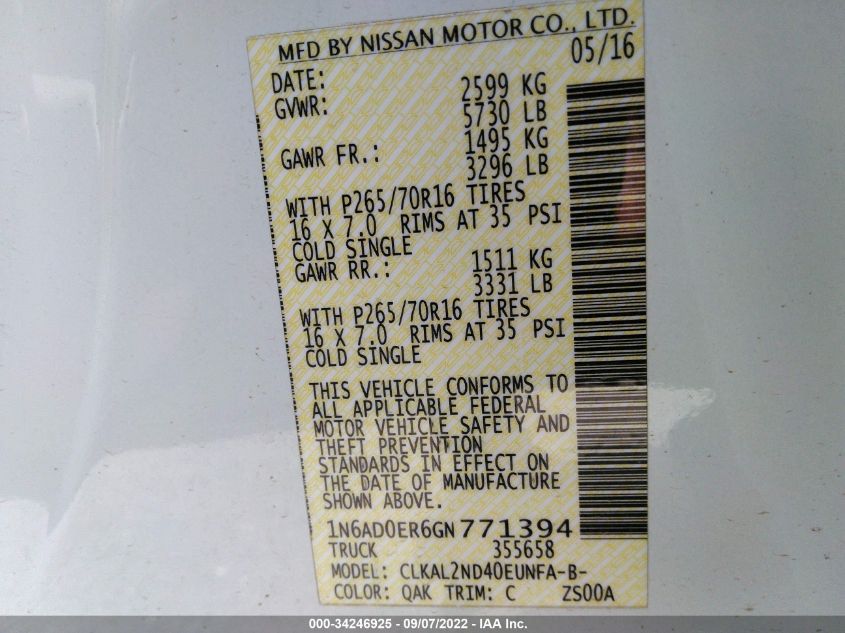 MFD BY NISSAN MOTOR CO., LTD.
DATE: 05/16
GVWR: 2599 KG
5730 LB
GAWR FR.: 1495 KG
3296 LB
WITH P265/70R16 TIRES
16 X 7.0 RIMS AT 35 PSI
COLD SINGLE
GAWR RR.: 1511 KG
3331 LB
WITH P265/70R16 TIRES
16 X 7.0 RIMS AT 35 PSI
COLD SINGLE
THIS VEHICLE CONFORMS TO
ALL APPLICABLE FEDERAL
MOTOR VEHICLE SAFETY AND
THEFT PREVENTION
STANDARDS IN EFFECT ON
THE DATE OF MANUFACTURE
SHOWN ABOVE.
1N6AD0ER6GN771394
TRUCK 355658
MODEL: CLKAL2ND40EUNFA-B-
COLOR: QAK TRIM: C ZS00A
000-34246925 - 09/07/2022 - IAA Inc.